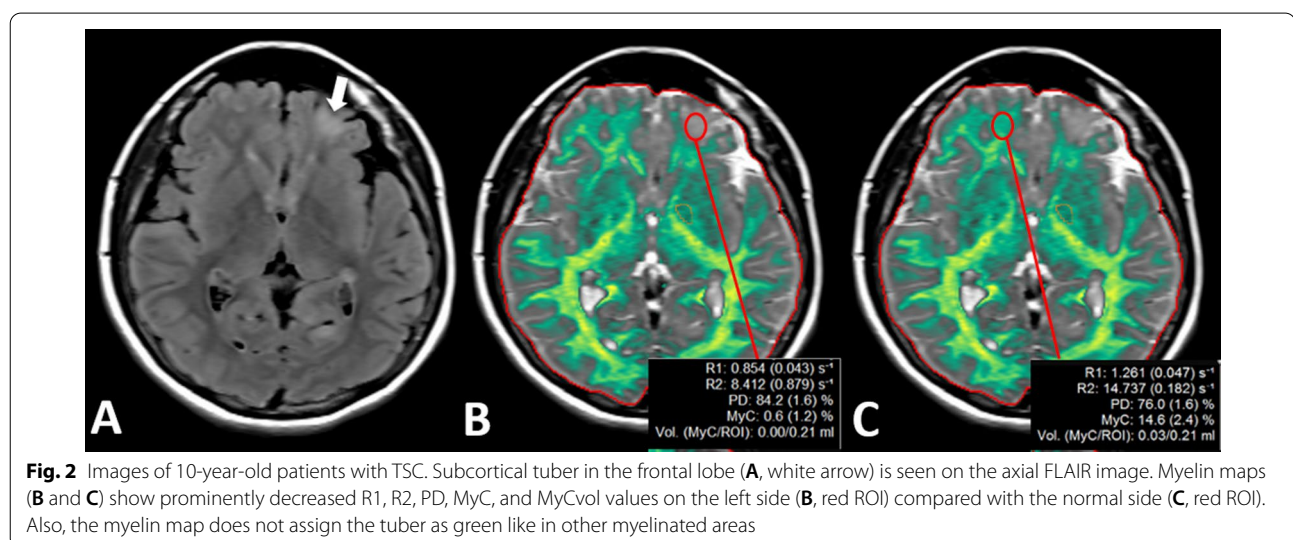 A
B
R1: 0.854 (0.043) s⁻¹
R2: 8.412 (0.879) s⁻¹
PD: 84.2 (1.6) %
MyC: 0.6 (1.2) %
Vol. (MyC/ROI): 0.00/0.21 ml
C
R1: 1.261 (0.047) s⁻¹
R2: 14.737 (0.182) s⁻¹
PD: 76.0 (1.6) %
MyC: 14.6 (2.4) %
Vol. (MyC/ROI): 0.03/0.21 ml
Fig. 2 Images of 10-year-old patients with TSC. Subcortical tuber in the frontal lobe (A, white arrow) is seen on the axial FLAIR image. Myelin maps
(B and C) show prominently decreased R1, R2, PD, MyC, and MyCvol values on the left side (B, red ROI) compared with the normal side (C, red ROI).
Also, the myelin map does not assign the tuber as green like in other myelinated areas